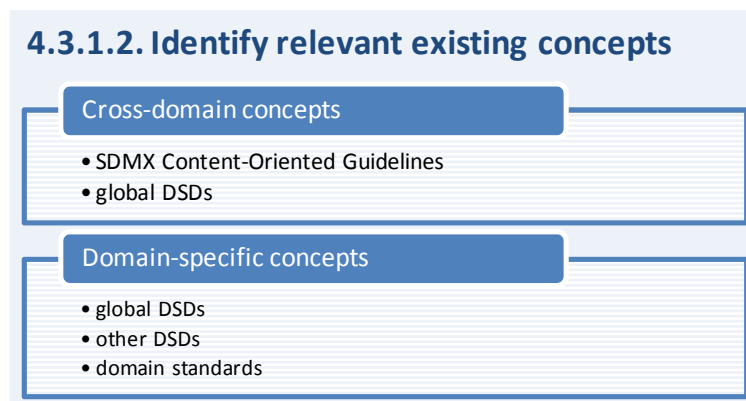 4.3.1.2. Identify relevant existing concepts
Cross-domain concepts
• SDMX Content-Oriented Guidelines
• global DSDs
Domain-specific concepts
• global DSDs
• other DSDs
• domain standards